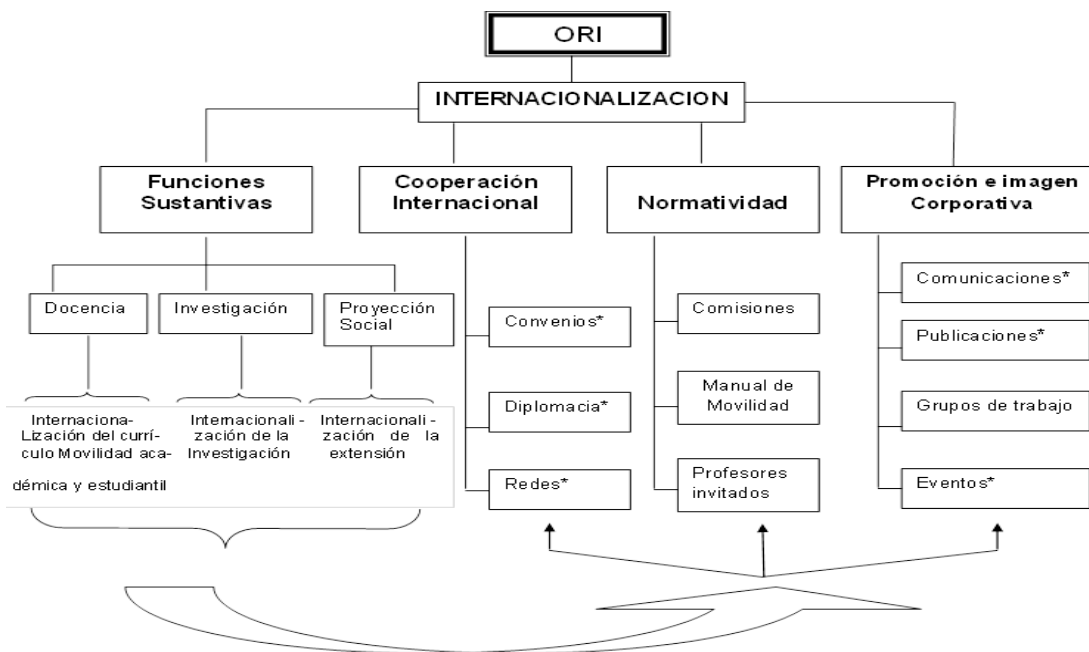 ORI
INTERNACIONALIZACION
Funciones
Sustantivas
Cooperación
Internacional
Normatividad
Promoción e imagen
Corporativa
Docencia
Investigación
Proyección
Social
Internaciona-
Lización del currí-
culo Movilidad aca-
démica y estudiantil
Internacionali -
zación de la
Investigación
Internacionali -
zación de la
extensión
Convenios*
Diplomacia*
Redes*
Comisiones
Manual de
Movilidad
Profesores
invitados
Comunicaciones*
Publicaciones*
Grupos de trabajo
Eventos*